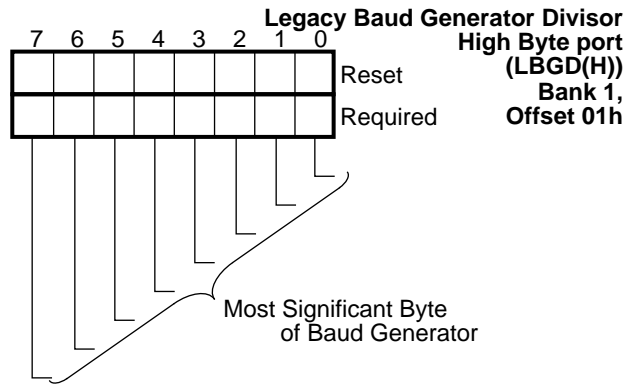 Legacy Baud Generator Divisor
High Byte port
(LBGD(H))
Bank 1,
Offset 01h
7 6 5 4 3 2 1 0
Reset
Required
Most Significant Byte
of Baud Generator